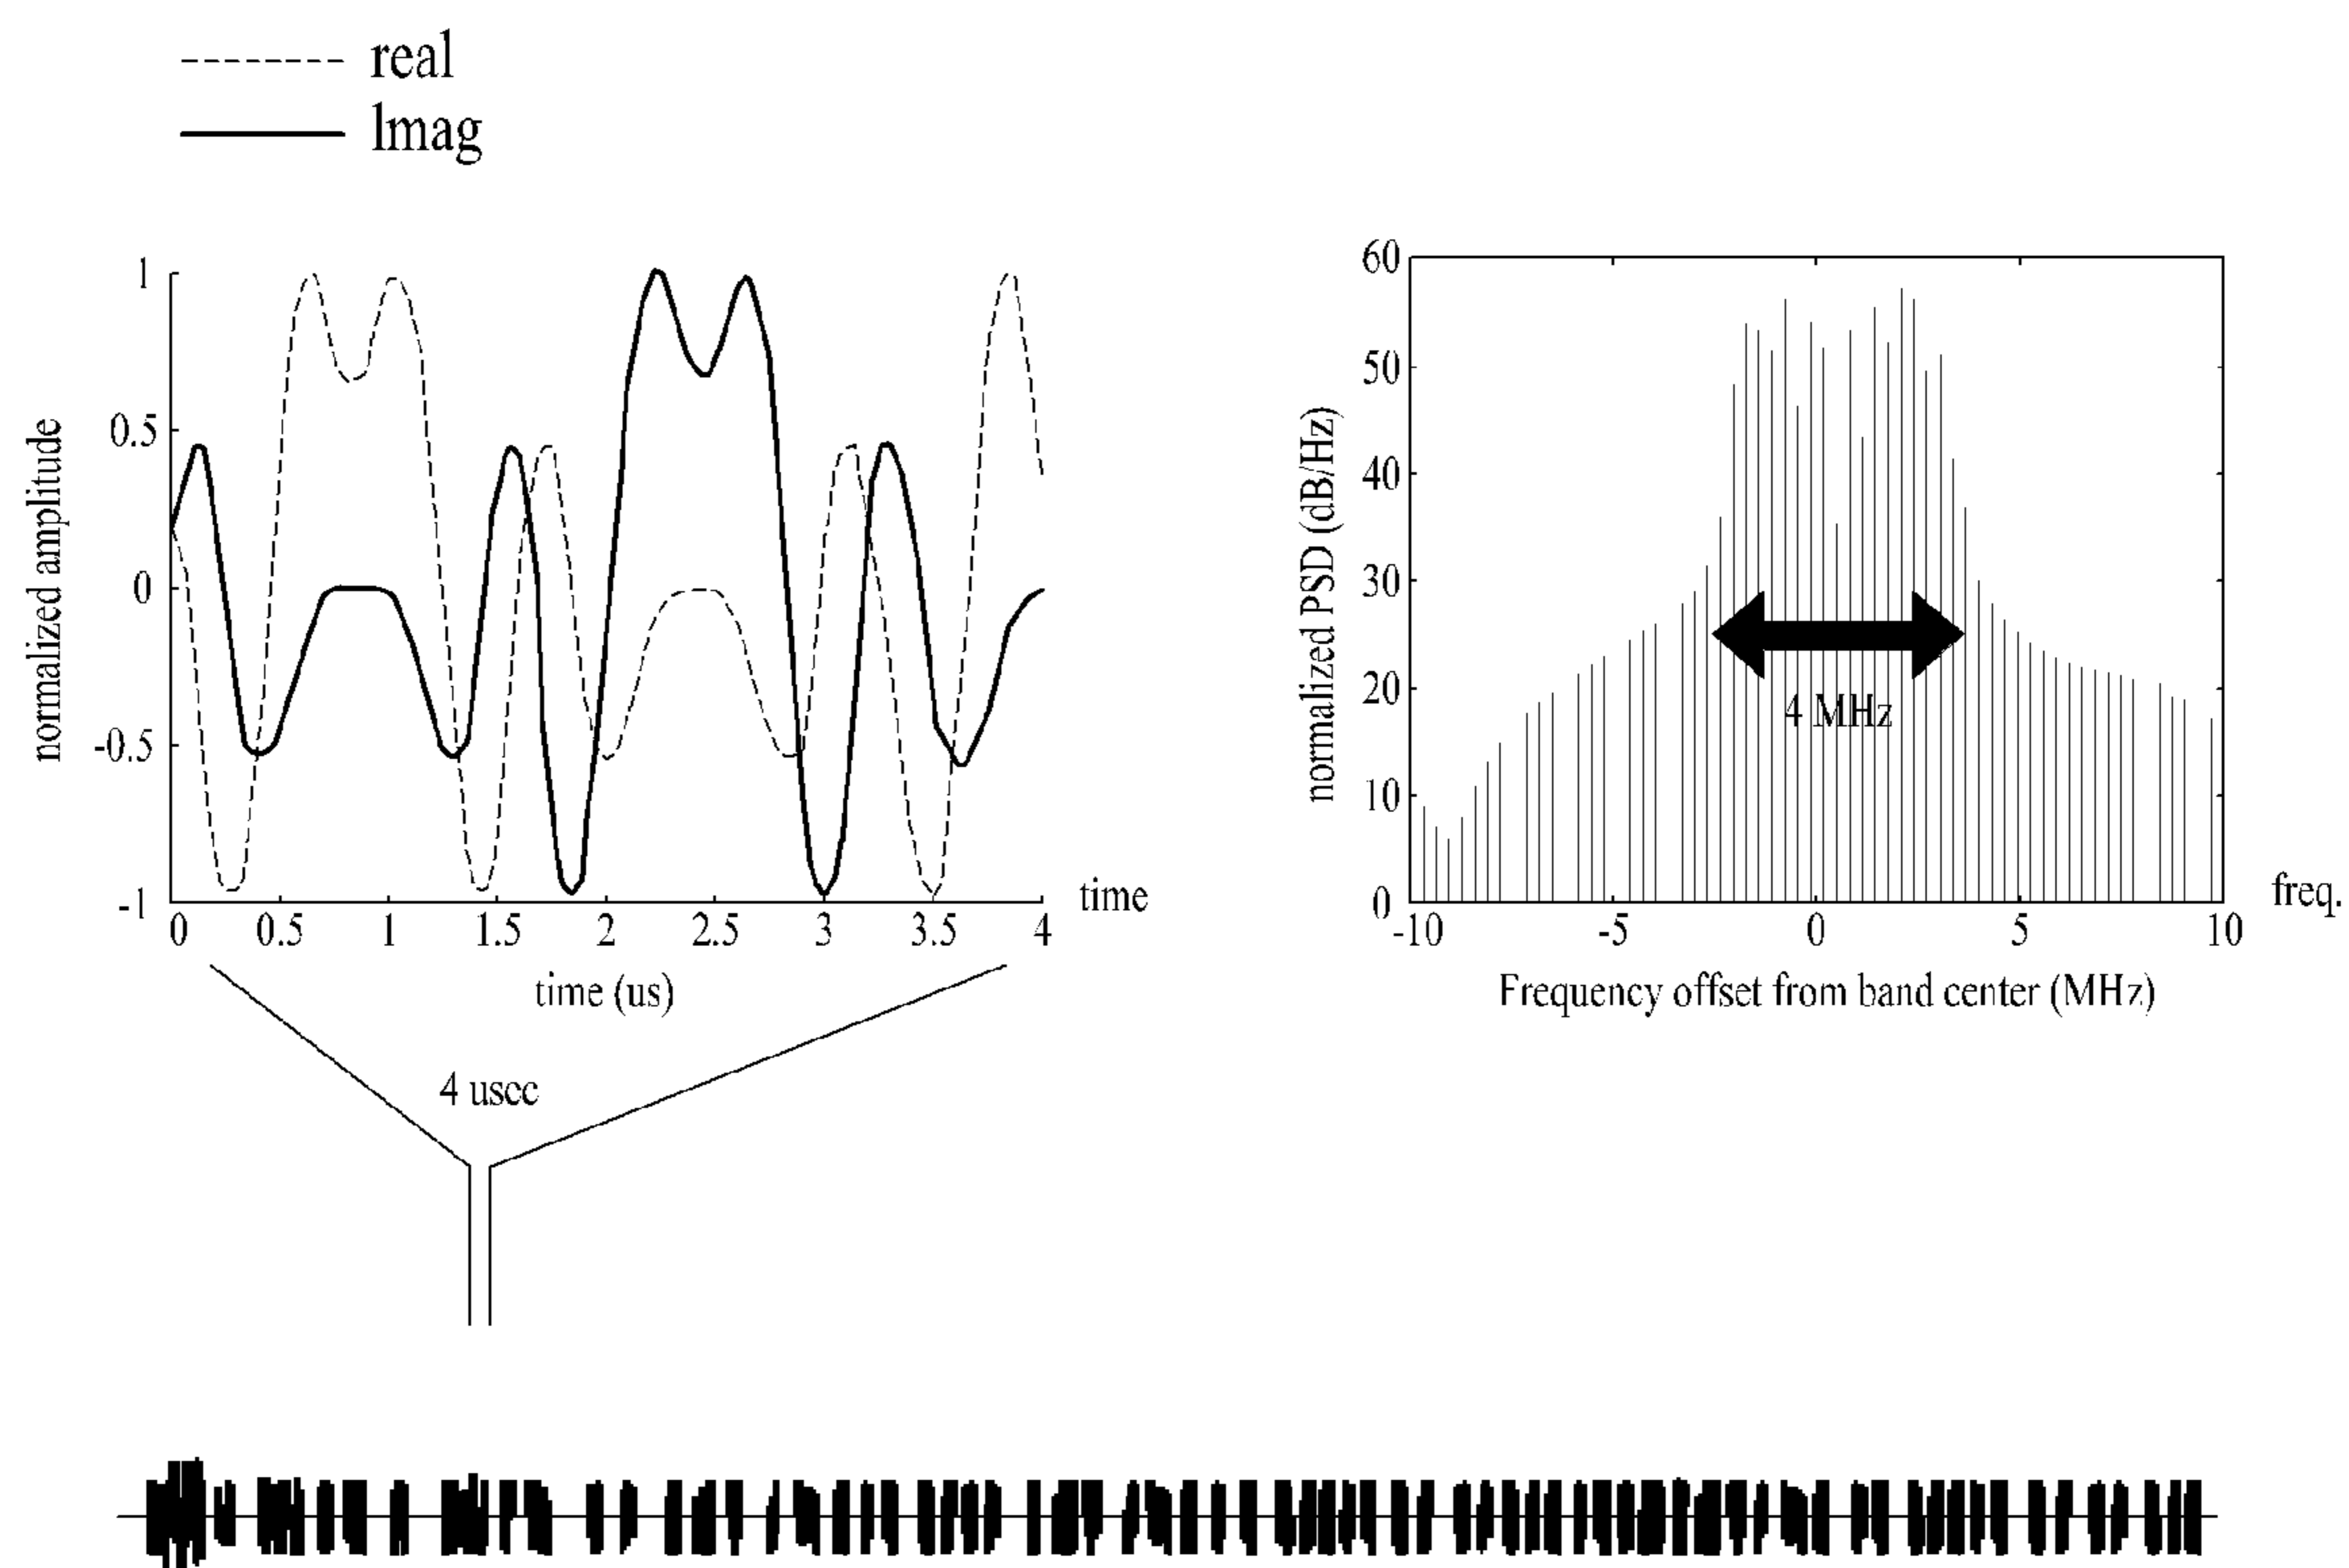 real
Imag
normalized amplitude
1
0.5
0
-0.5
-1
0 0.5 1 1.5 2 2.5 3 3.5 4
time
time (us)
4 usec
normalized PSD (dB/Hz)
60
50
40
30
20
10
0
4 MHz
-10 -5 0 5 10
freq.
Frequency offset from band center (MHz)